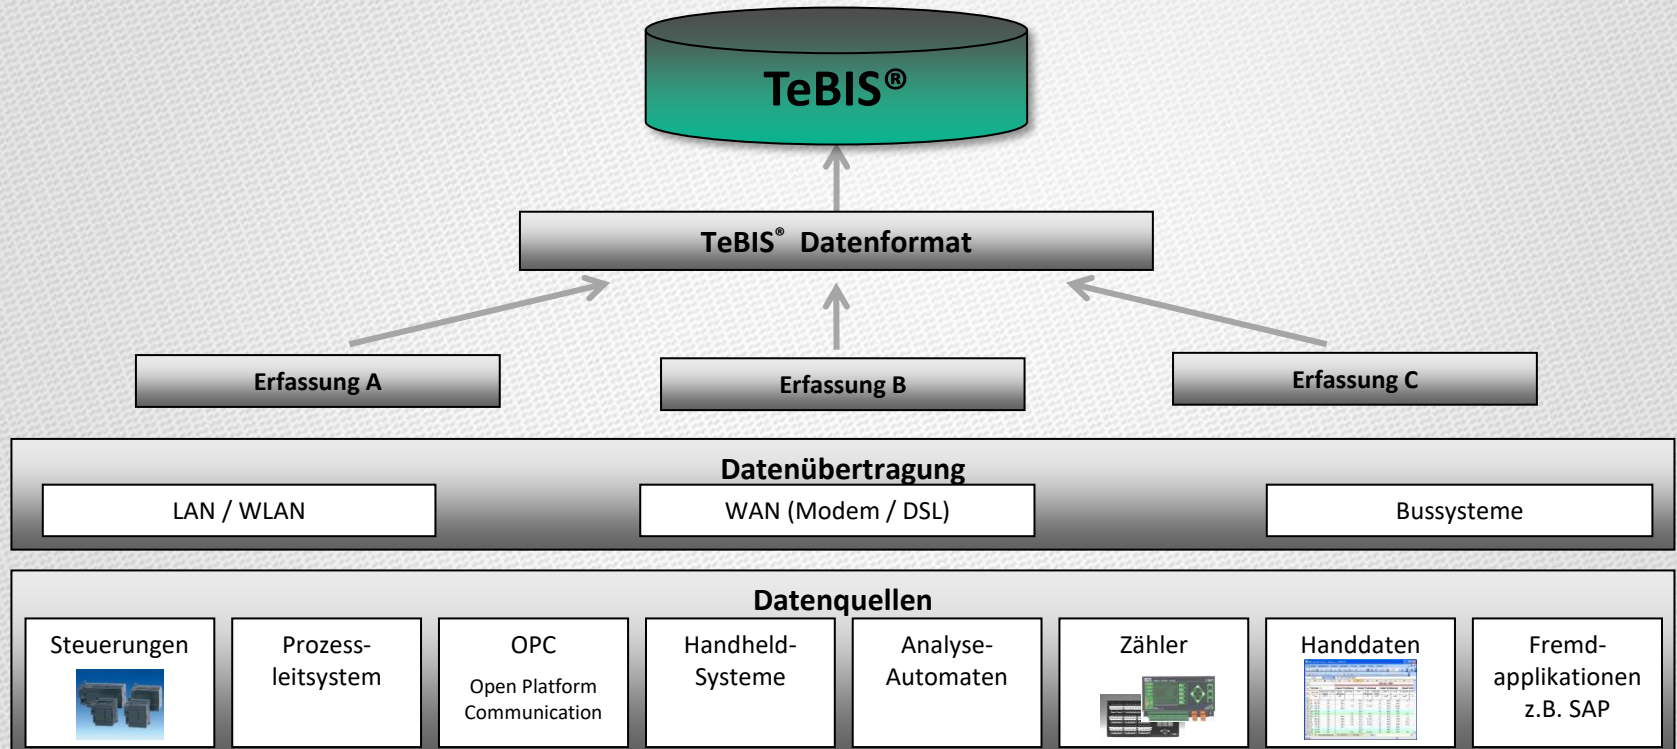 TeBIS®
TeBIS® Datenformat
Erfassung A
Erfassung B
Erfassung C
Datenübertragung
LAN / WLAN
WAN (Modem / DSL)
Bussysteme
Datenquellen
Steuerungen
Prozess-
leitsystem
OPC
Open Platform
Communication
Handheld-
Systeme
Analyse-
Automaten
Zähler
Handdaten
Fremd-
applikationen
z.B. SAP